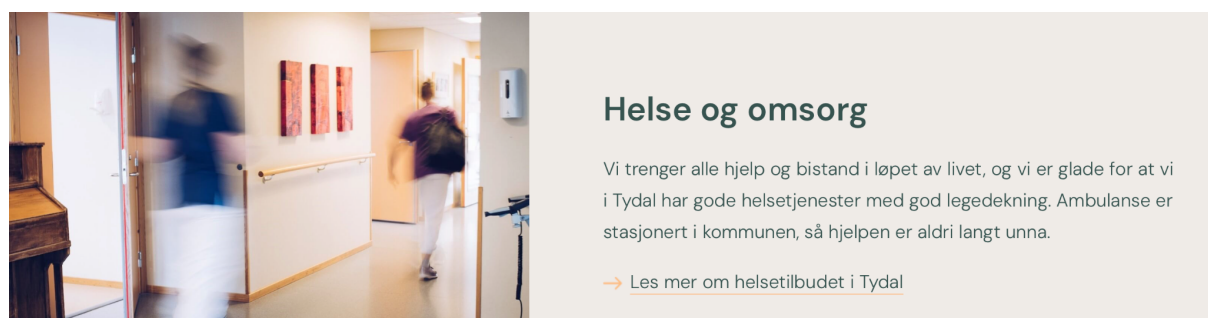 Helse og omsorg
Vi trenger alle hjelp og bistand i løpet av livet, og vi er glade for at vi
i Tydal har gode helsetjenester med god legedekning. Ambulanse er
stasjonert i kommunen, så hjelpen er aldri langt unna.
→ Les mer om helsetilbudet i Tydal